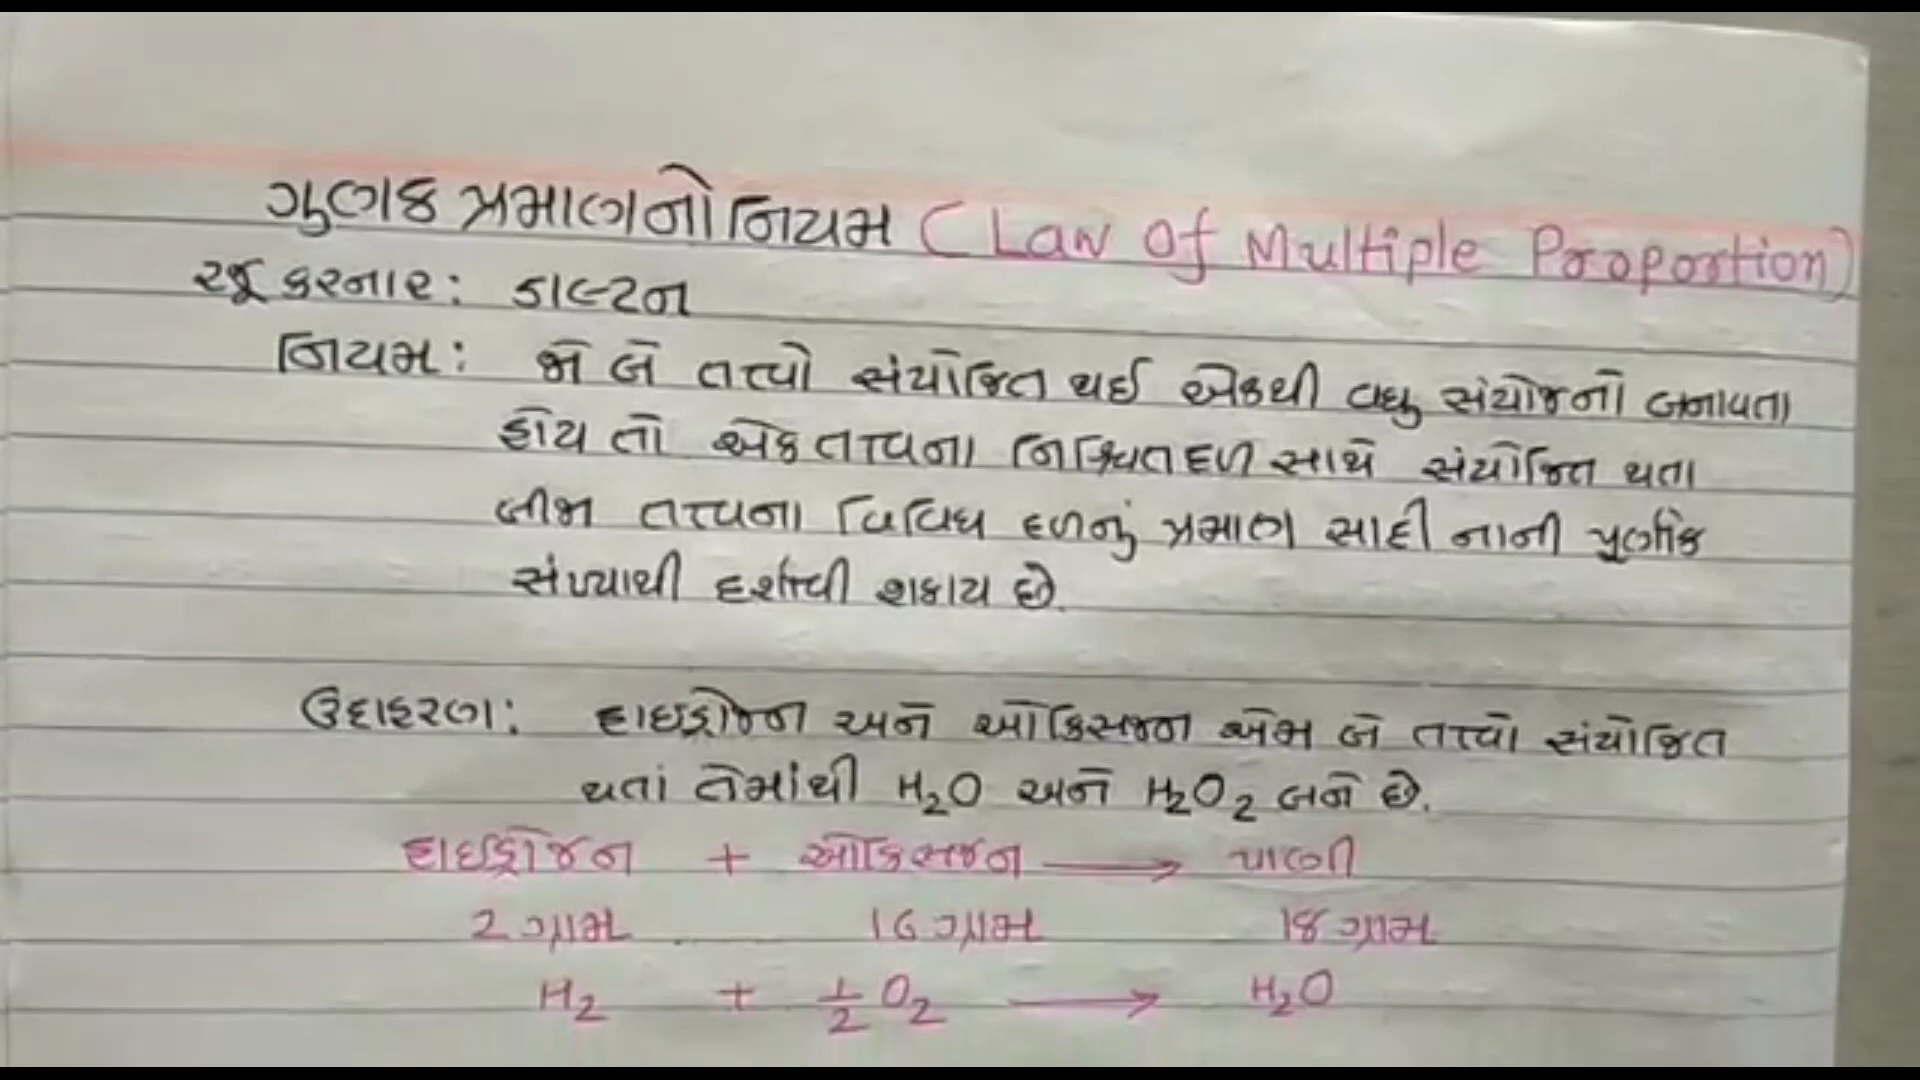 ગુણક પ્રમાણનો નિયમ (Law Of Multiple Proportion)
રજૂ કરનાર: ડાલ્ટન
નિયમ: જો બે તત્વો સંયોજિત થઈ એકથી વધુ સંયોજનો બનાવતા
હોય તો એક તત્વના નિશ્ચિત દળ સાથે સંયોજિત થતા
બીજા તત્વના વિવિધ દળનું પ્રમાણ સાદી નાની પૂર્ણાંક
સંખ્યાથી દર્શાવી શકાય છે.
ઉદાહરણ: હાઇડ્રોજન અને ઓકિસજન એમ બે તત્વો સંયોજિત
થતાં તેમાંથી H₂O અને H₂O₂ બને છે.
હાઇડ્રોજન + ઓકિસજન ⟶ પાણી
2 ગ્રામ 16 ગ્રામ 18 ગ્રામ
H₂ + ½ O₂ ⟶ H₂O